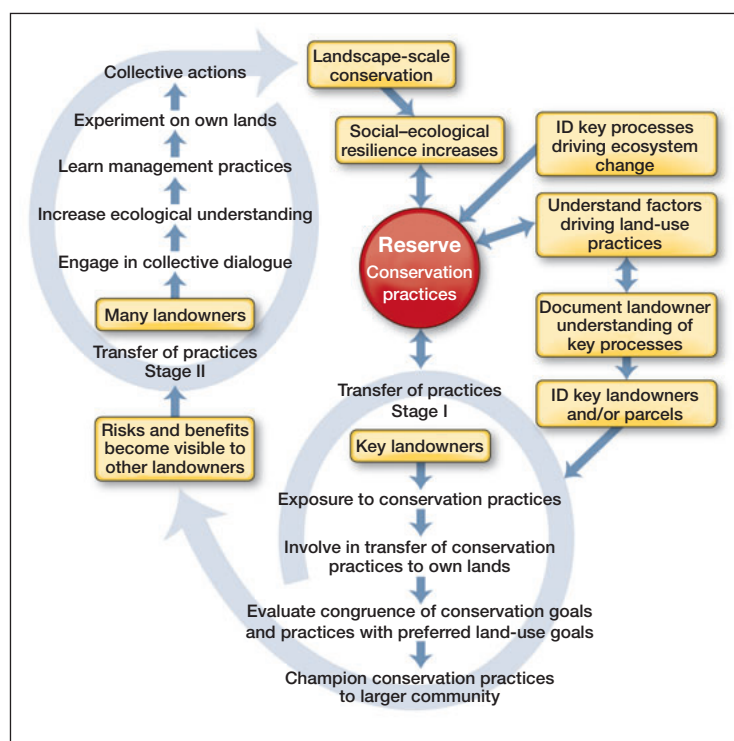 Collective actions
Experiment on own lands
Learn management practices
Increase ecological understanding
Engage in collective dialogue
Many landowners
Transfer of practices
Stage II
Risks and benefits
become visible to
other landowners
Landscape-scale
conservation
Social–ecological
resilience increases
Reserve
Conservation
practices
ID key processes
driving ecosystem
change
Understand factors
driving land-use
practices
Document landowner
understanding of
key processes
ID key landowners
and/or parcels
Transfer of practices
Stage I
Key landowners
Exposure to conservation practices
Involve in transfer of conservation
practices to own lands
Evaluate congruence of conservation goals
and practices with preferred land-use goals
Champion conservation practices
to larger community